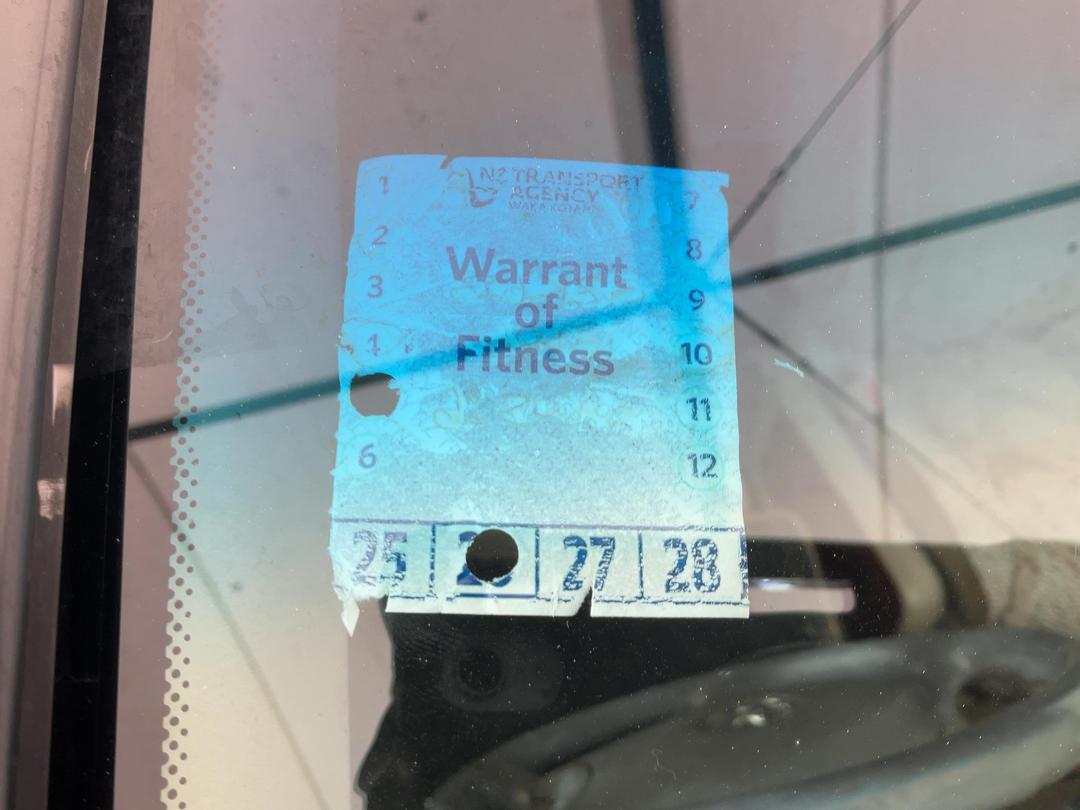 NZ TRANSPORT
AGENCY
WAKA KOTAHI
1 7
2 8
3 9
Warrant
of
Fitness
4 10
11
6 12
25 27 28